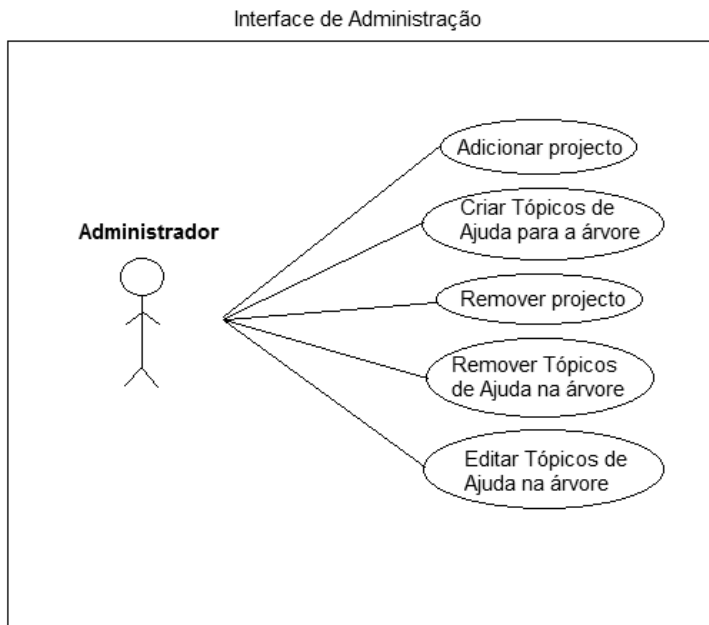 Interface de Administração
Administrador
Adicionar projecto
Criar Tópicos de
Ajuda para a árvore
Remover projecto
Remover Tópicos
de Ajuda na árvore
Editar Tópicos de
Ajuda na árvore